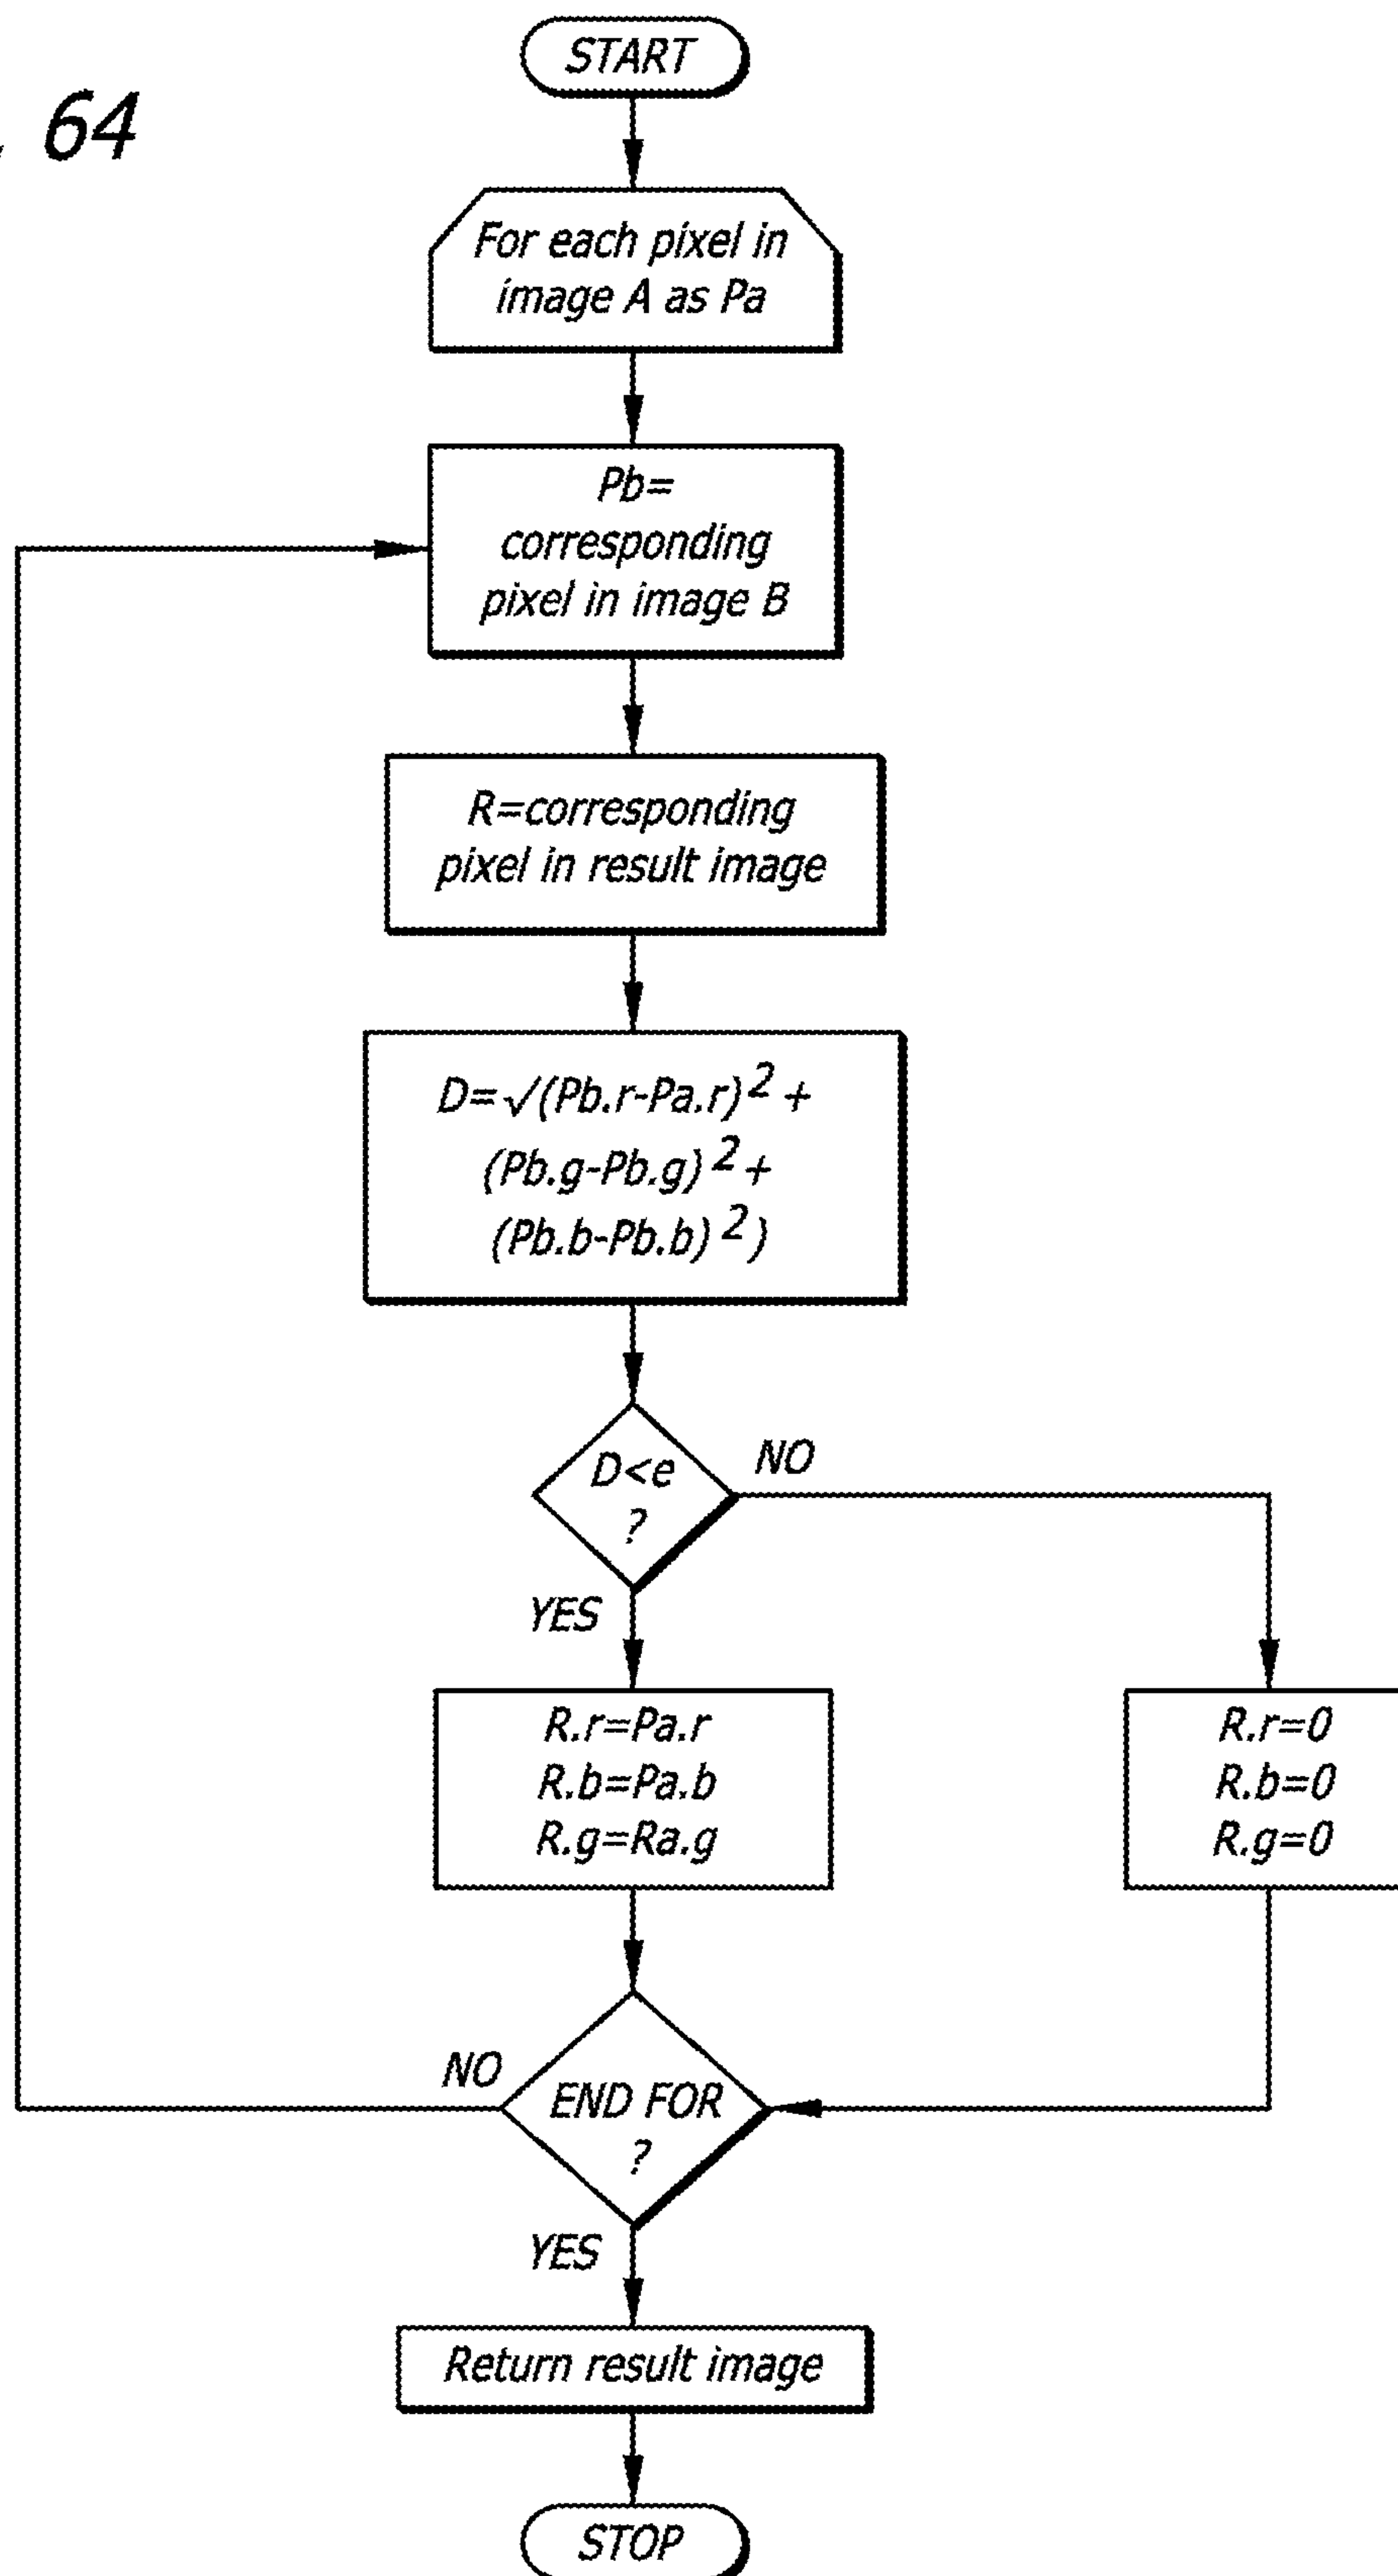 64
START
For each pixel in
image A as Pa
Pb=
corresponding
pixel in image B
R=corresponding
pixel in result image
D=√(Pb.r-Pa.r)² +
(Pb.g-Pb.g)²+
(Pb.b-Pb.b)²)
D<e
?
NO
YES
R.r=Pa.r
R.b=Pa.b
R.g=Ra.g
R.r=0
R.b=0
R.g=0
NO
END FOR
?
YES
Return result image
STOP